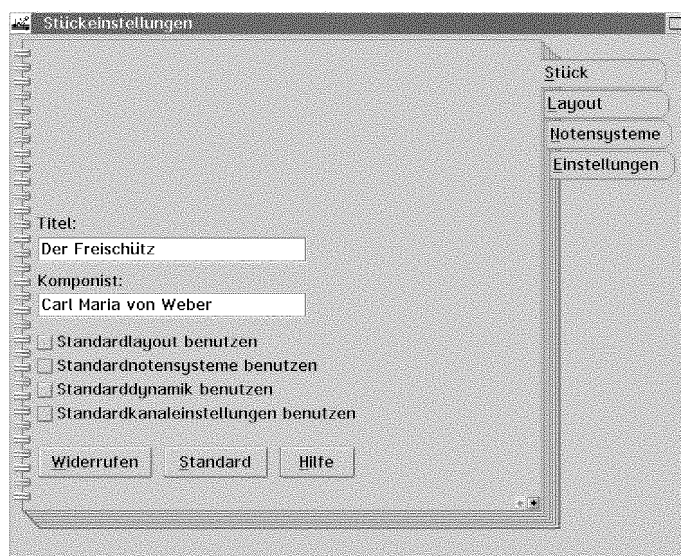 Stückeinstellungen
Stück
Layout
Notensysteme
Einstellungen
Titel:
Der Freischütz
Komponist:
Carl Maria von Weber
Standardlayout benutzen
Standardnotensysteme benutzen
Standarddynamik benutzen
Standardkanaleinstellungen benutzen
Widerrufen Standard Hilfe